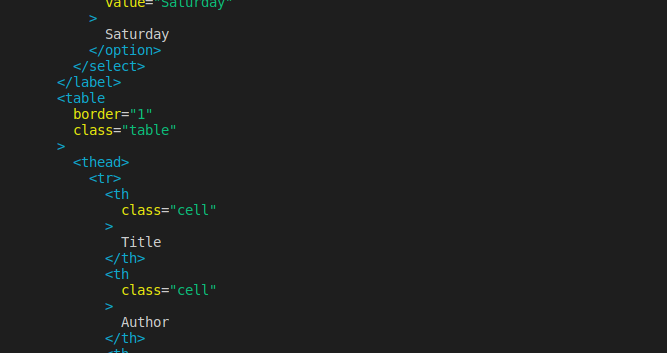 value="Saturday"
>
Saturday
</option>
</select>
</label>
<table
border="1"
class="table"
>
<thead>
<tr>
<th
class="cell"
>
Title
</th>
<th
class="cell"
>
Author
</th>
<th